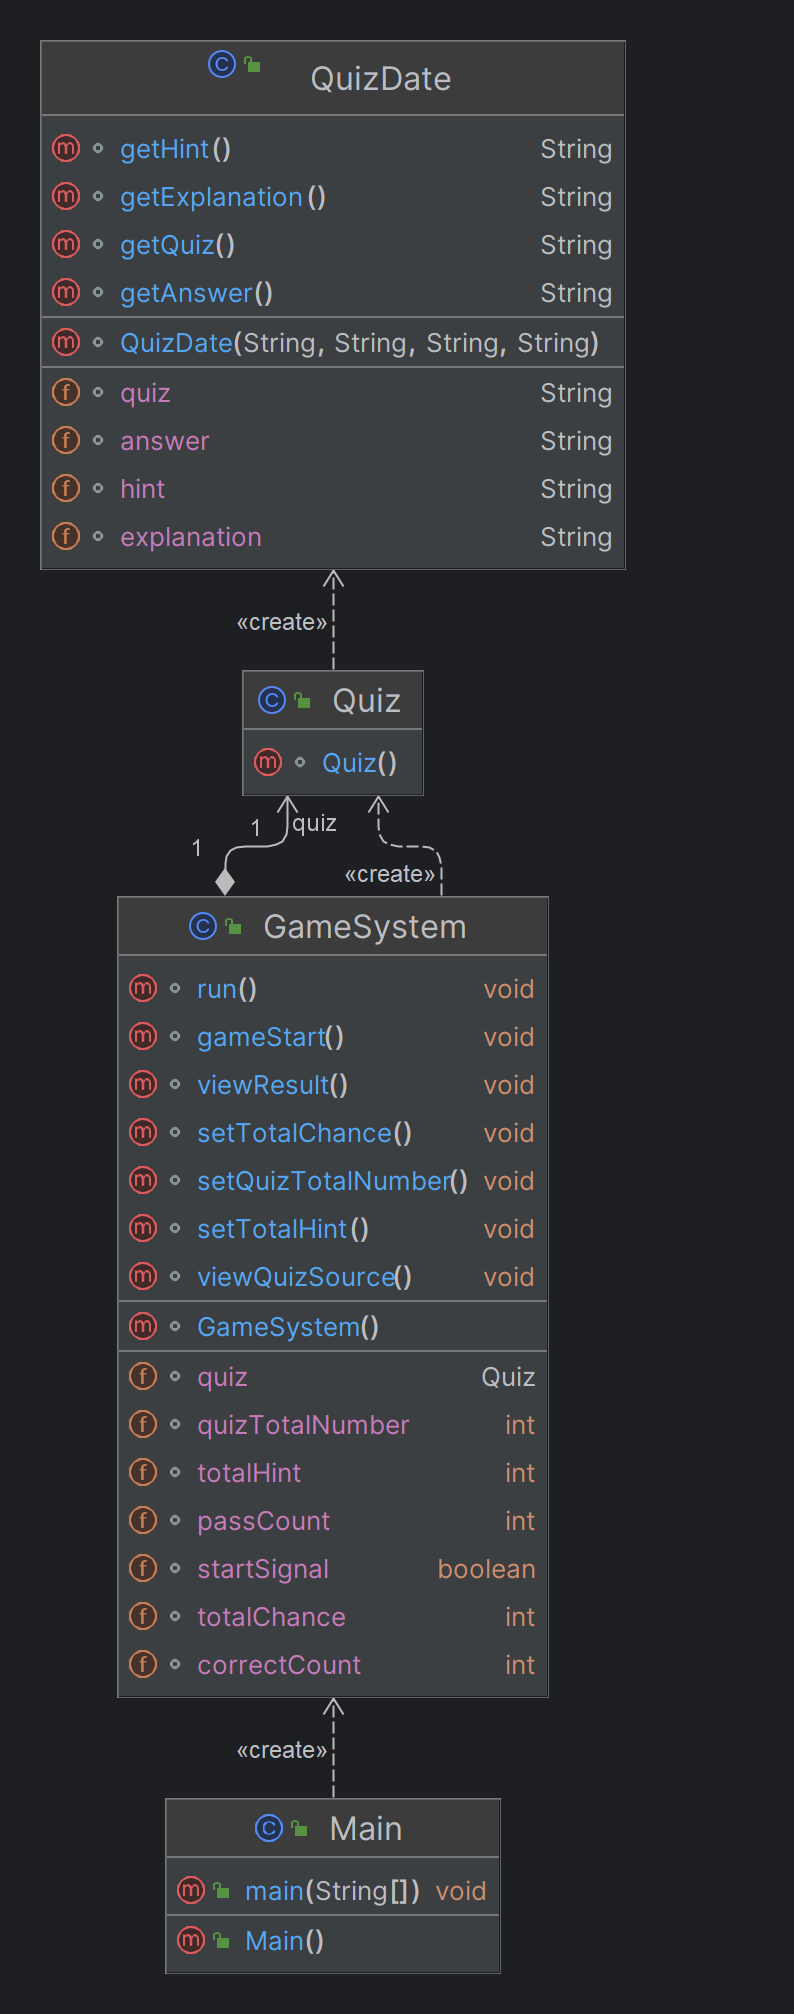 QuizDate
getHint() String
getExplanation() String
getQuiz() String
getAnswer() String
QuizDate(String, String, String, String)
quiz String
answer String
hint String
explanation String
«create»
Quiz
Quiz()
1 quiz
1
«create»
GameSystem
run() void
gameStart() void
viewResult() void
setTotalChance() void
setQuizTotalNumber() void
setTotalHint() void
viewQuizSource() void
GameSystem()
quiz Quiz
quizTotalNumber int
totalHint int
passCount int
startSignal boolean
totalChance int
correctCount int
«create»
Main
main(String[]) void
Main()